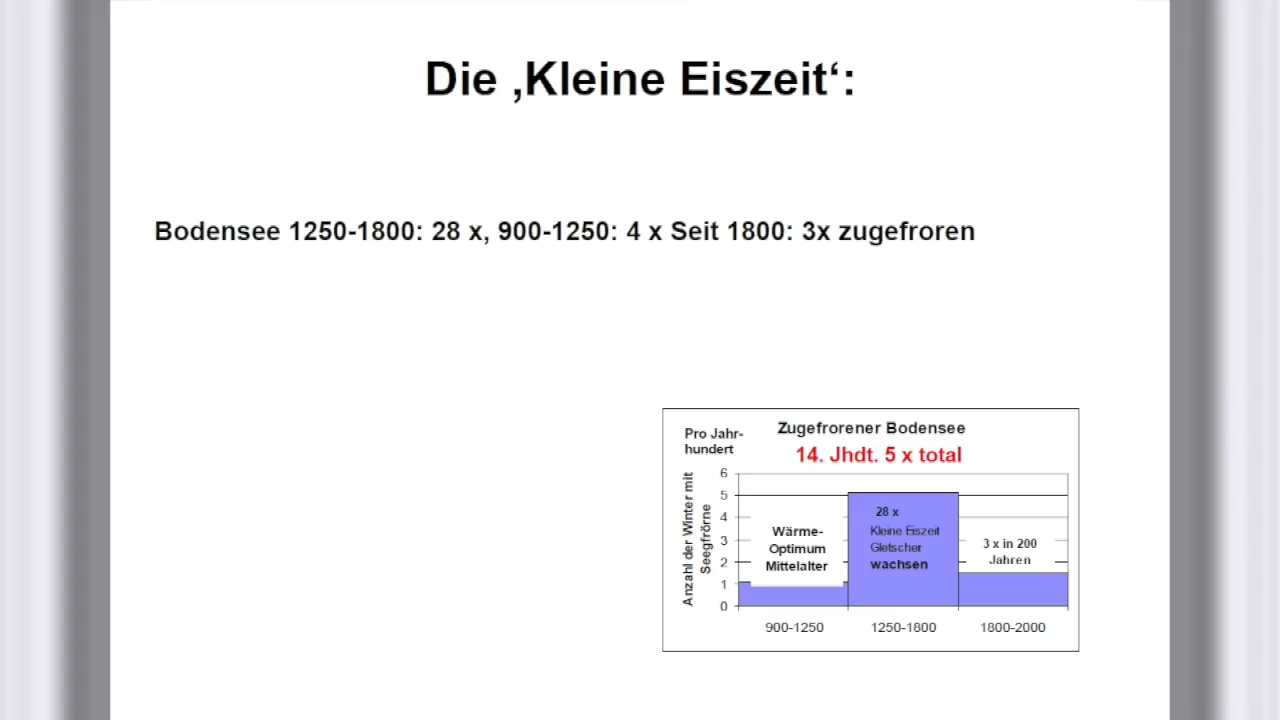 Die ‚Kleine Eiszeit‘:
Bodensee 1250-1800: 28 x, 900-1250: 4 x Seit 1800: 3x zugefroren
Pro Jahr-
hundert
Zugefrorener Bodensee
14. Jhdt. 5 x total
Anzahl der Winter mit
Seegfrörne
6
5
4
3
2
1
0
Wärme-
Optimum
Mittelalter
28 x
Kleine Eiszeit
Gletscher
wachsen
3 x in 200
Jahren
900-1250
1250-1800
1800-2000